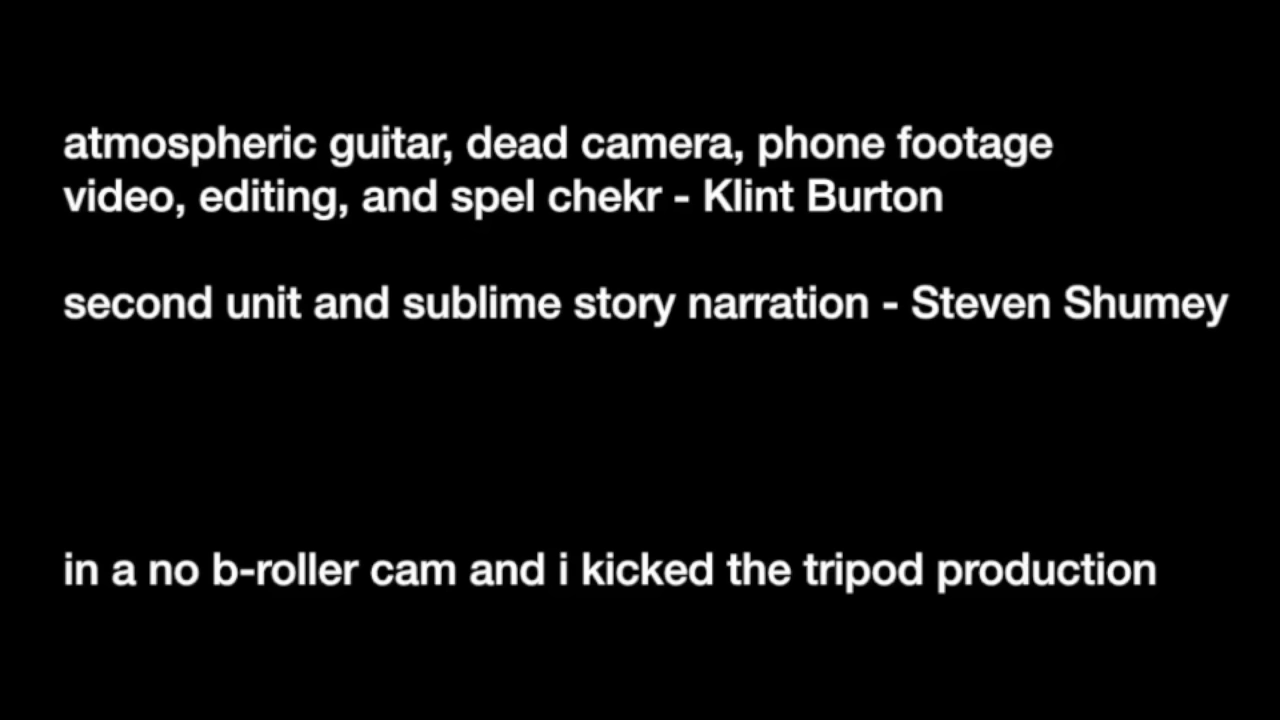 atmospheric guitar, dead camera, phone footage
video, editing, and spel chekr - Klint Burton
second unit and sublime story narration - Steven Shumey
in a no b-roller cam and i kicked the tripod production